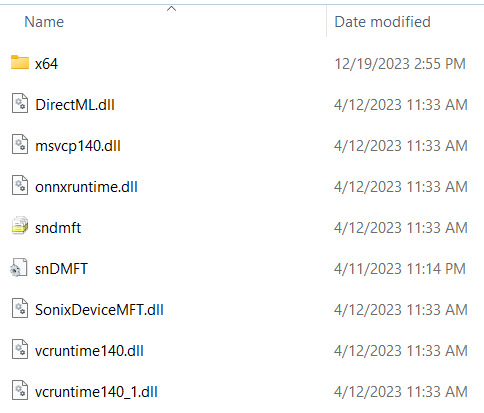 Name Date modified
x64 12/19/2023 2:55 PM
DirectML.dll 4/12/2023 11:33 AM
msvcp140.dll 4/12/2023 11:33 AM
onnxruntime.dll 4/12/2023 11:33 AM
sndmft 4/12/2023 11:33 AM
snDMFT 4/11/2023 11:14 PM
SonixDeviceMFT.dll 4/12/2023 11:33 AM
vcruntime140.dll 4/12/2023 11:33 AM
vcruntime140_1.dll 4/12/2023 11:33 AM